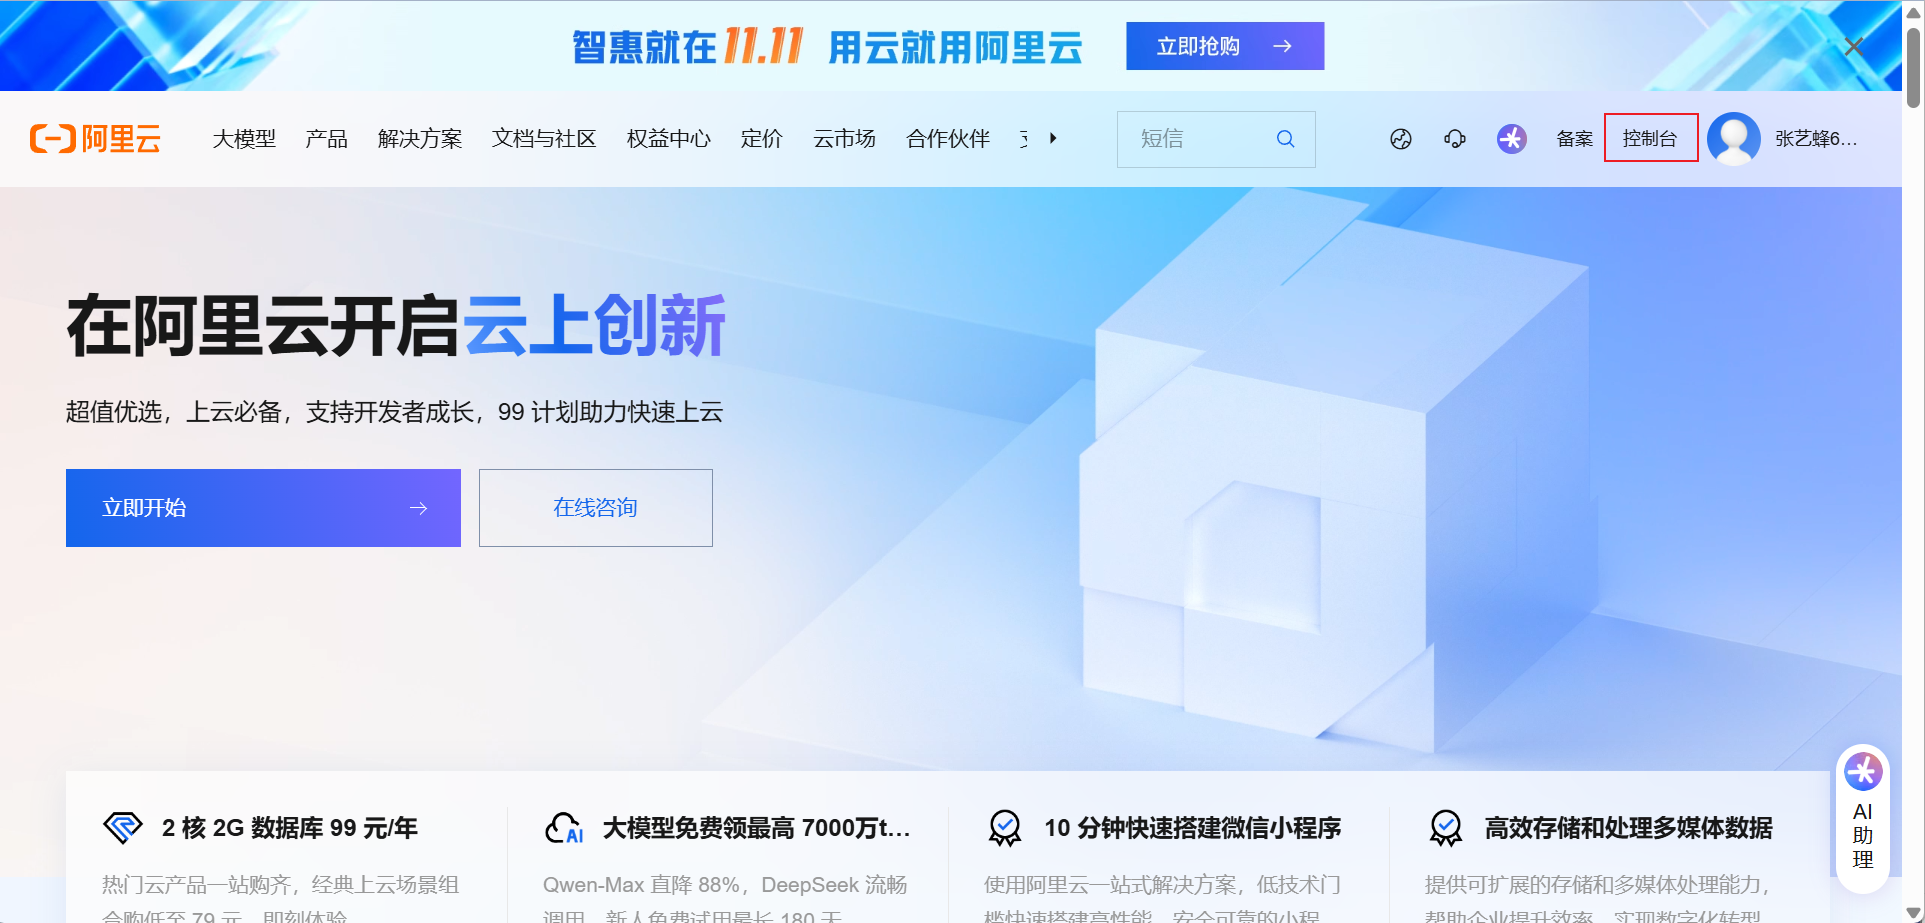 智惠就在11.11 用云就用阿里云 立即抢购
阿里云 大模型 产品 解决方案 文档与社区 权益中心 定价 云市场 合作伙伴 短信 备案 控制台 张艺蜂6...
在阿里云开启云上创新
超值优选，上云必备，支持开发者成长，99 计划助力快速上云
立即开始 在线咨询
2 核 2G 数据库 99 元/年
热门云产品一站购齐，经典上云场景组
合购低至 79 元，即刻体验
大模型免费领最高 7000万t...
Qwen-Max 直降 88%，DeepSeek 流畅
调用，新人免费试用最长 180 天
10 分钟快速搭建微信小程序
使用阿里云一站式解决方案，低技术门
槛快速搭建高性能、安全可靠的小程
高效存储和处理多媒体数据
提供可扩展的存储和多媒体处理能力，
帮助企业提升效率、实现数字化转型
AI
助
理